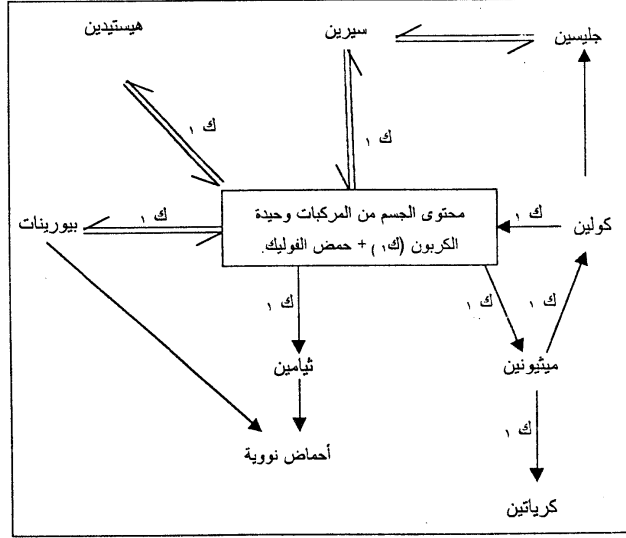 هيستيدين
سيرين
جليسين
ك ١
ك ١
بيورينات
ك ١
محتوى الجسم من المركبات وحيدة
الكربون (ك١) + حمض الفوليك.
ك ١
كولين
ك ١
ك ١
ك ١
ثيامين
ميثيونين
أحماض نووية
ك ١
كرياتين